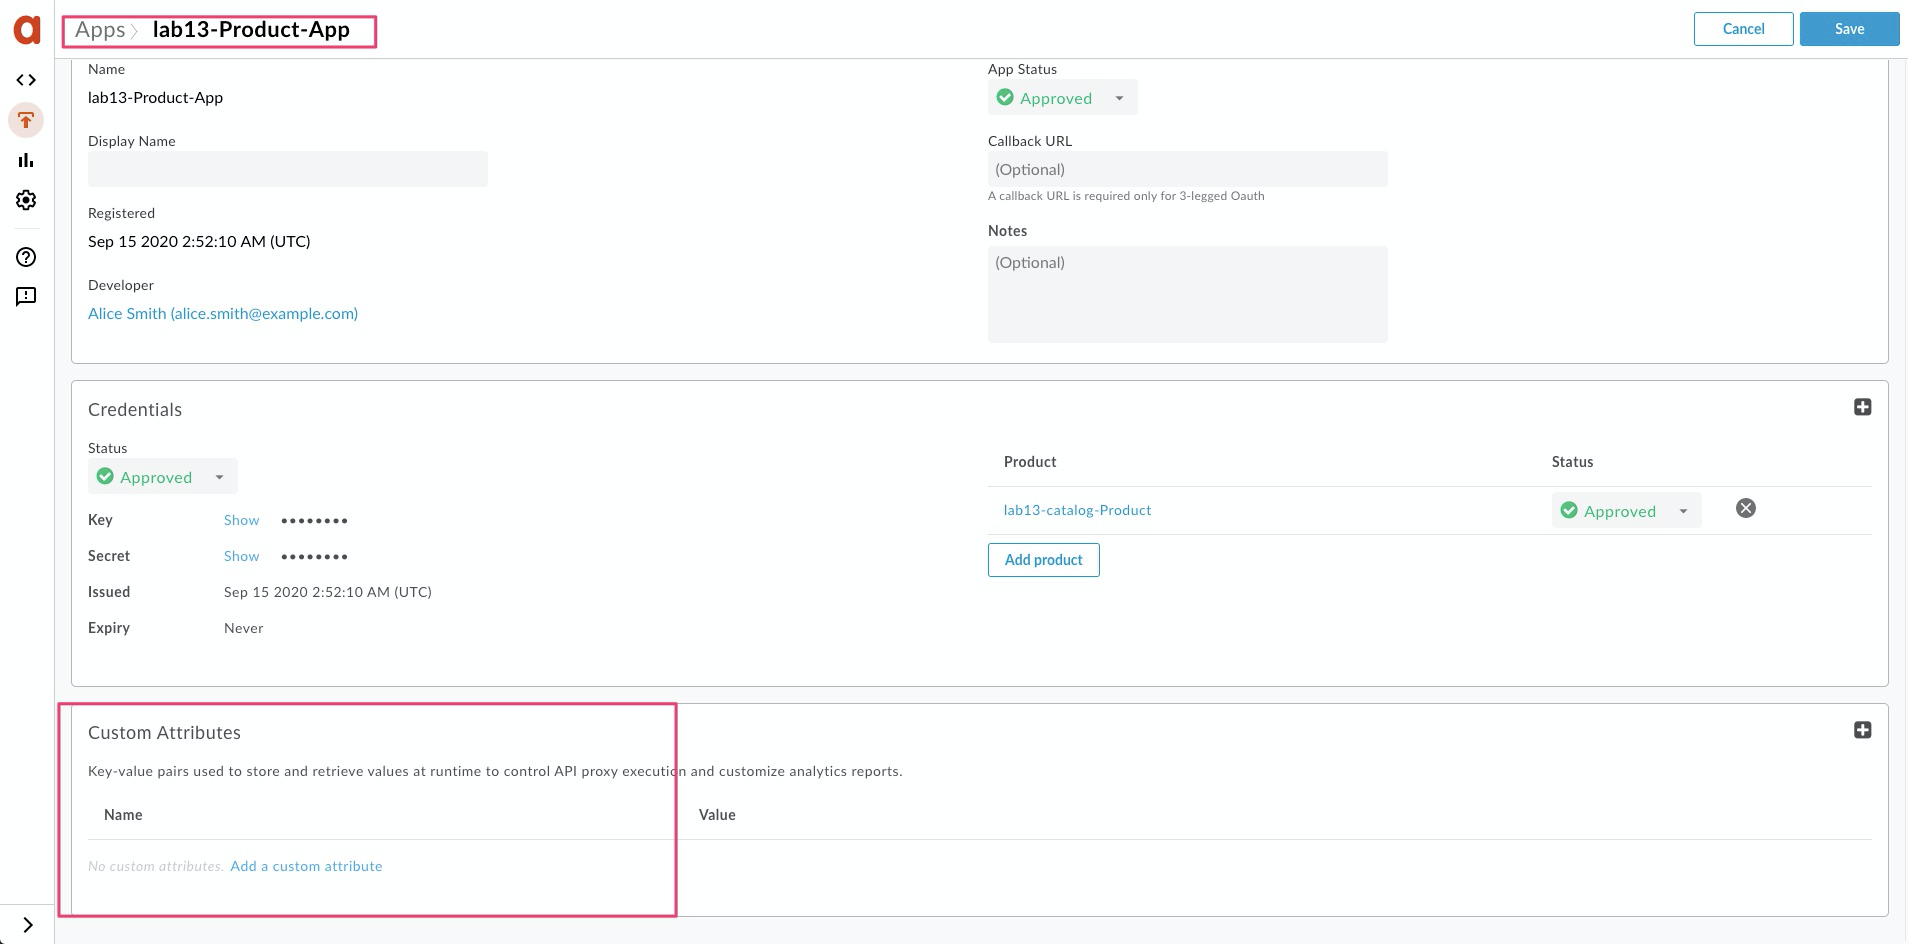 Apps lab13-Product-App
Cancel
Save
Name
lab13-Product-App
Display Name
Registered
Sep 15 2020 2:52:10 AM (UTC)
Developer
Alice Smith (alice.smith@example.com)
App Status
Approved
Callback URL
(Optional)
A callback URL is required only for 3-legged Oauth
Notes
(Optional)
Credentials
Status
Approved
Key Show ••••••••
Secret Show ••••••••
Issued Sep 15 2020 2:52:10 AM (UTC)
Expiry Never
Product Status
lab13-catalog-Product Approved
Add product
Custom Attributes
Key-value pairs used to store and retrieve values at runtime to control API proxy execution and customize analytics reports.
Name Value
No custom attributes. Add a custom attribute